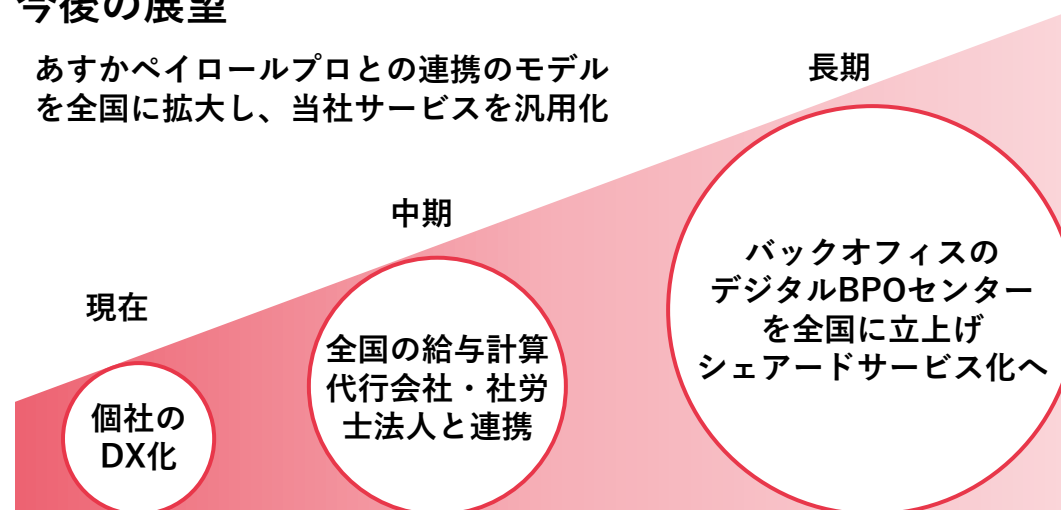 今後の展望
あすかペイロールプロとの連携のモデル
を全国に拡大し、当社サービスを汎用化
現在
個社の
DX化
中期
全国の給与計算
代行会社・社労
士法人と連携
長期
バックオフィスの
デジタルBPOセンター
を全国に立上げ
シェアードサービス化へ